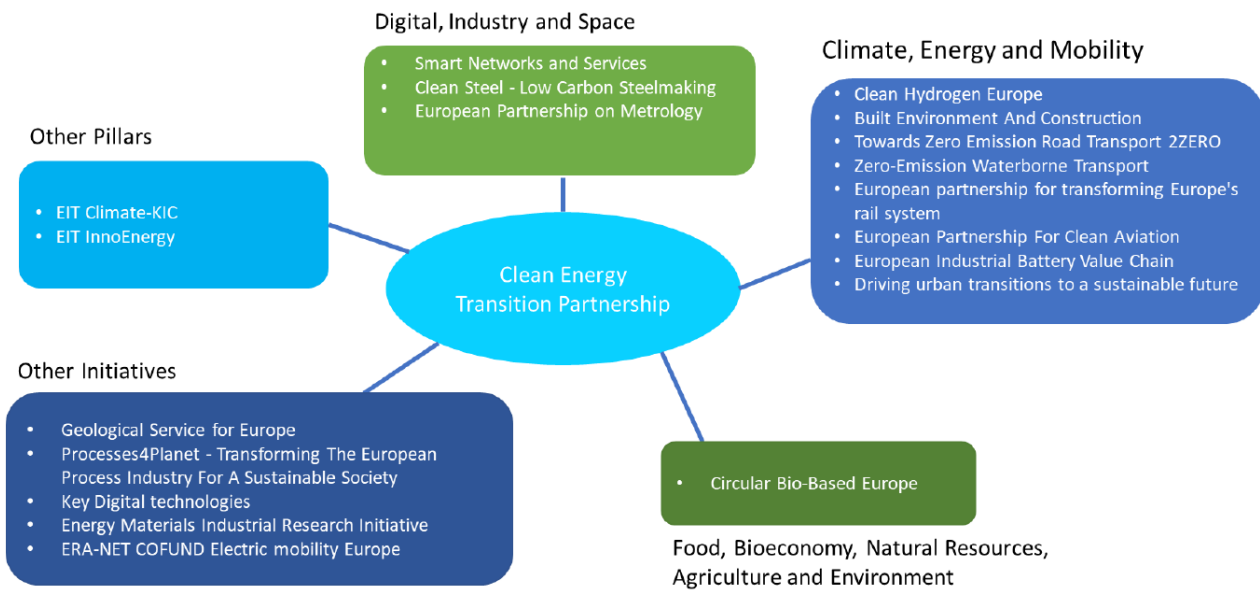 Digital, Industry and Space
• Smart Networks and Services
• Clean Steel - Low Carbon Steelmaking
• European Partnership on Metrology
Climate, Energy and Mobility
• Clean Hydrogen Europe
• Built Environment And Construction
• Towards Zero Emission Road Transport 2ZERO
• Zero-Emission Waterborne Transport
• European partnership for transforming Europe's
rail system
• European Partnership For Clean Aviation
• European Industrial Battery Value Chain
• Driving urban transitions to a sustainable future
Other Pillars
• EIT Climate-KIC
• EIT InnoEnergy
Clean Energy
Transition Partnership
Other Initiatives
• Geological Service for Europe
• Processes4Planet - Transforming The European
Process Industry For A Sustainable Society
• Key Digital technologies
• Energy Materials Industrial Research Initiative
• ERA-NET COFUND Electric mobility Europe
• Circular Bio-Based Europe
Food, Bioeconomy, Natural Resources,
Agriculture and Environment